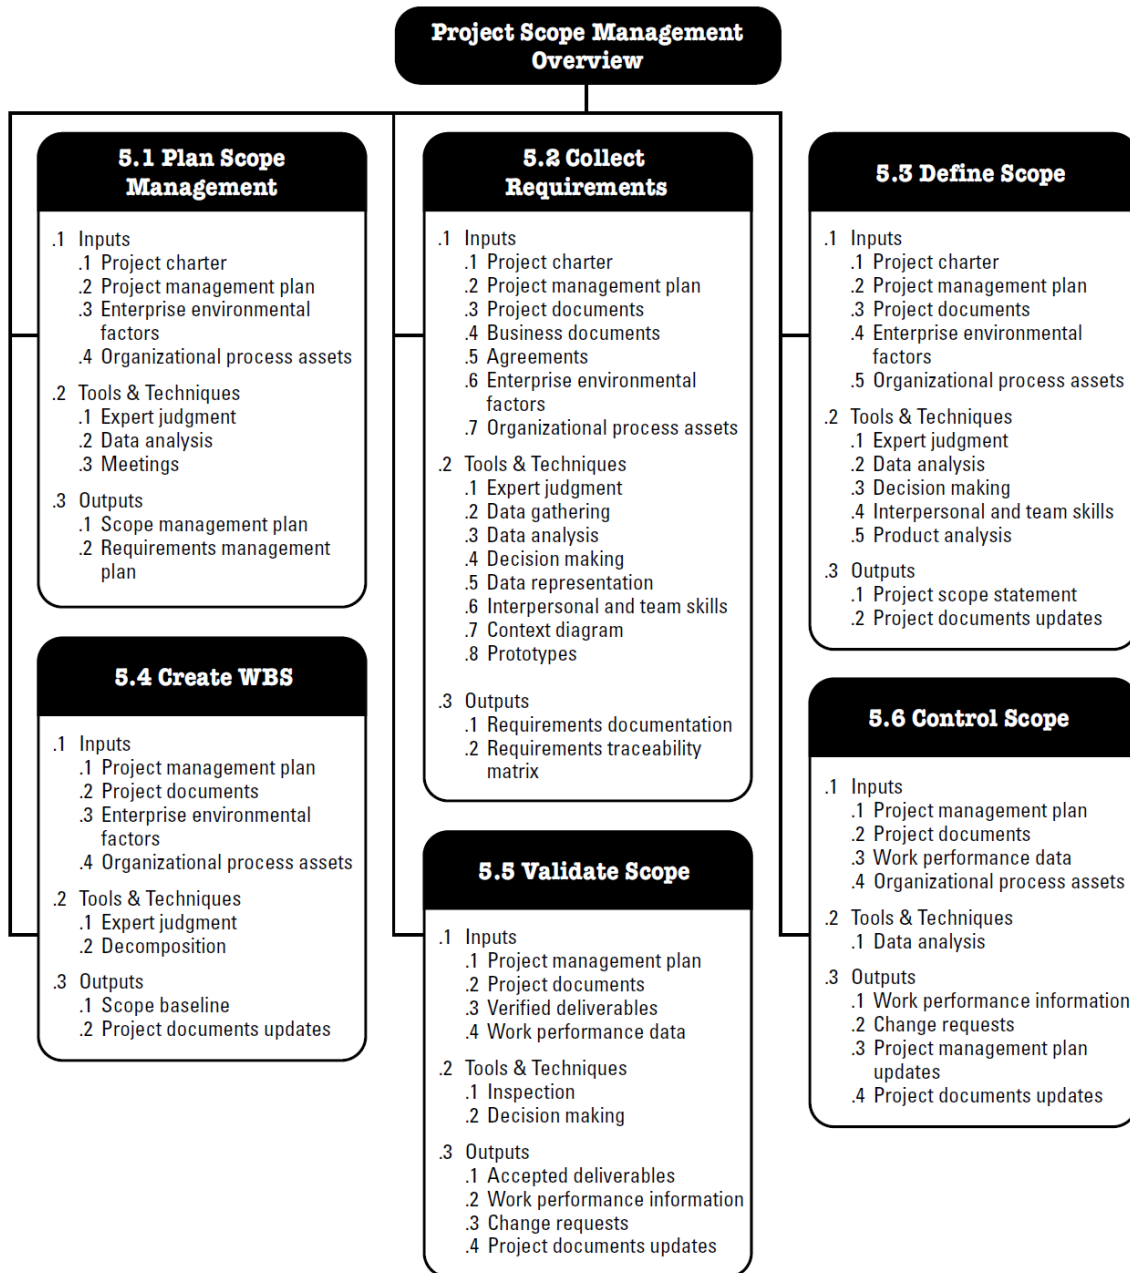 Project Scope Management
Overview
5.1 Plan Scope
Management
.1 Inputs
.1 Project charter
.2 Project management plan
.3 Enterprise environmental
factors
.4 Organizational process assets
.2 Tools & Techniques
.1 Expert judgment
.2 Data analysis
.3 Meetings
.3 Outputs
.1 Scope management plan
.2 Requirements management
plan
5.2 Collect
Requirements
.1 Inputs
.1 Project charter
.2 Project management plan
.3 Project documents
.4 Business documents
.5 Agreements
.6 Enterprise environmental
factors
.7 Organizational process assets
.2 Tools & Techniques
.1 Expert judgment
.2 Data gathering
.3 Data analysis
.4 Decision making
.5 Data representation
.6 Interpersonal and team skills
.7 Context diagram
.8 Prototypes
.3 Outputs
.1 Requirements documentation
.2 Requirements traceability
matrix
5.3 Define Scope
.1 Inputs
.1 Project charter
.2 Project management plan
.3 Project documents
.4 Enterprise environmental
factors
.5 Organizational process assets
.2 Tools & Techniques
.1 Expert judgment
.2 Data analysis
.3 Decision making
.4 Interpersonal and team skills
.5 Product analysis
.3 Outputs
.1 Project scope statement
.2 Project documents updates
5.4 Create WBS
.1 Inputs
.1 Project management plan
.2 Project documents
.3 Enterprise environmental
factors
.4 Organizational process assets
.2 Tools & Techniques
.1 Expert judgment
.2 Decomposition
.3 Outputs
.1 Scope baseline
.2 Project documents updates
5.5 Validate Scope
.1 Inputs
.1 Project management plan
.2 Project documents
.3 Verified deliverables
.4 Work performance data
.2 Tools & Techniques
.1 Inspection
.2 Decision making
.3 Outputs
.1 Accepted deliverables
.2 Work performance information
.3 Change requests
.4 Project documents updates
5.6 Control Scope
.1 Inputs
.1 Project management plan
.2 Project documents
.3 Work performance data
.4 Organizational process assets
.2 Tools & Techniques
.1 Data analysis
.3 Outputs
.1 Work performance information
.2 Change requests
.3 Project management plan
updates
.4 Project documents updates